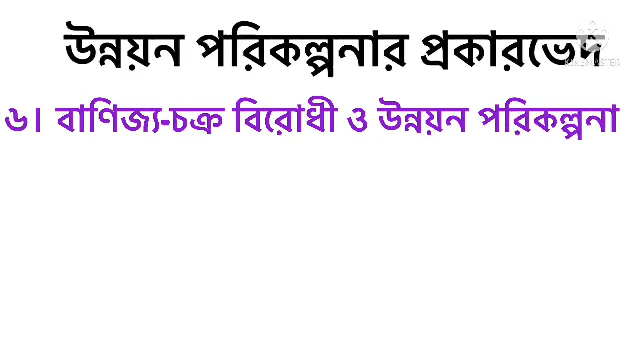 উন্নয়ন পরিকল্পনার প্রকারভেদ
৬। বাণিজ্য-চক্র বিরোধী ও উন্নয়ন পরিকল্পনা